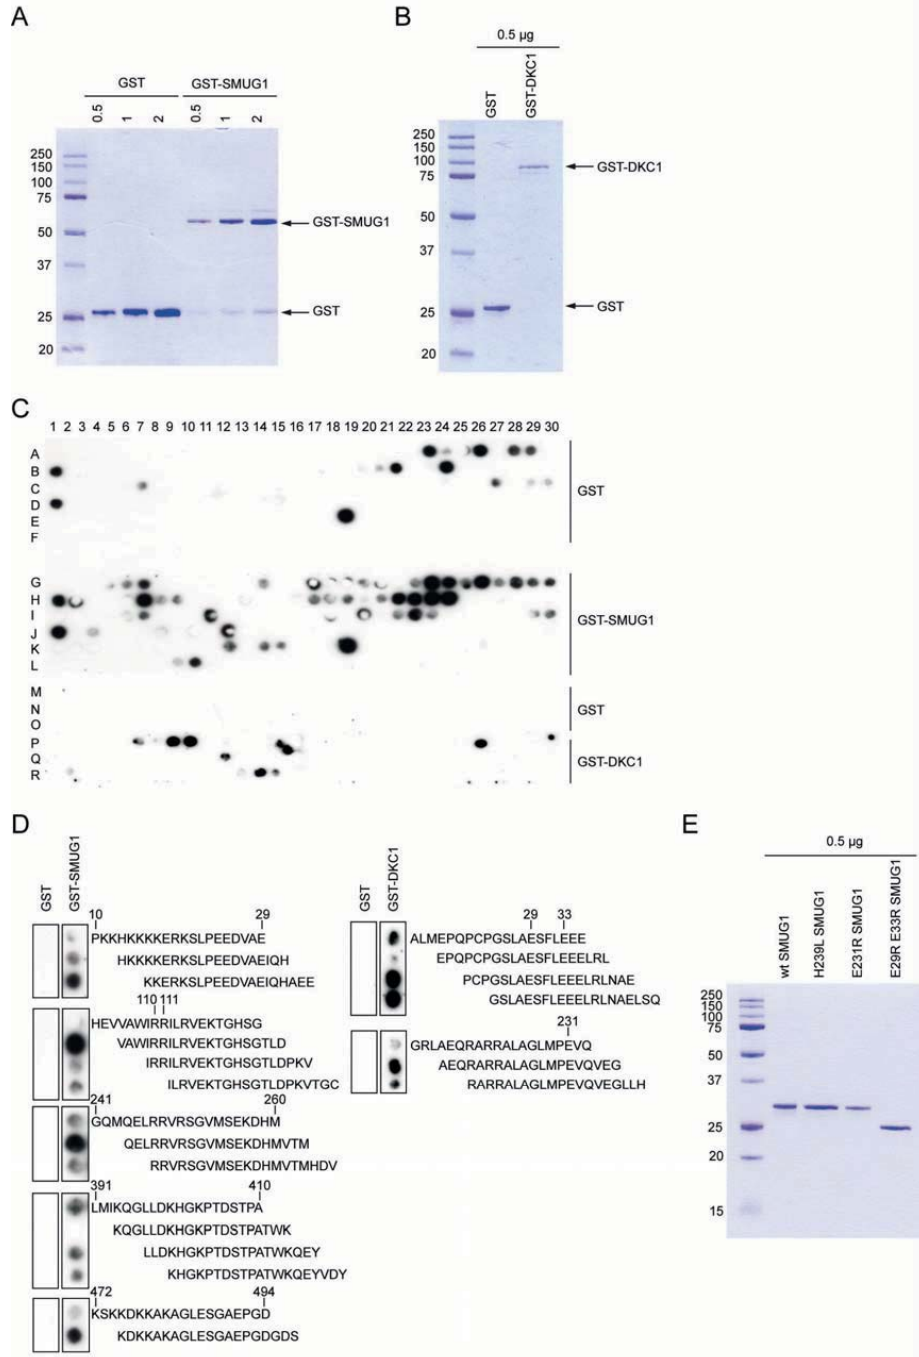 A
GST GST-SMUG1
0.5 1 2 0.5 1 2
250
150
100
75
50
37
25
20
GST-SMUG1
GST
B
0.5 µg
GST GST-DKC1
250
150
100
75
50
37
25
20
GST-DKC1
GST
C
1 2 3 4 5 6 7 8 9 10 11 12 13 14 15 16 17 18 19 20 21 22 23 24 25 26 27 28 29 30
A
B
C
D
E
F
GST
G
H
I
J
K
L
GST-SMUG1
M
N
O
GST
P
Q
R
GST-DKC1
D
GST GST-SMUG1
10 29
PKKHKKKKERKSLPEEDVAE
HKKKKERKSLPEEDVAEIQH
KKERKSLPEEDVAEIQHAEE
110 111
HEVVAWIRRILRVEKTGHSG
VAWIRRILRVEKTGHSGTLD
IRRILRVEKTGHSGTLDPKV
ILRVEKTGHSGTLDPKVTGC
241 260
GQMQELRRVRSGVMSEKDHM
QELRRVRSGVMSEKDHMVTM
RRVRSGVMSEKDHMVTMHDV
391 410
LMIKQGLLDKHGKPTDSTPA
KQGLLDKHGKPTDSTPATWK
LLDKHGKPTDSTPATWKQEY
KHGKPTDSTPATWKQEYVDY
472 494
KSKKDKKAKAGLESGAEPGD
KDKKAKAGLESGAEPGDGDS
GST GST-DKC1
29 33
ALMEPQPCPGSLAESFLEEE
EPQPCPGSLAESFLEEELRL
PCPGSLAESFLEEELRLNAE
GSLAESFLEEELRLNAELSQ
231
GRLAEQRARRALAGLMPEVQ
AEQRARRALAGLMPEVQVEG
RARRALAGLMPEVQVEGLLH
E
0.5 µg
wt SMUG1
H239L SMUG1
E231R SMUG1
E29R E33R SMUG1
250
150
100
75
50
37
25
20
15